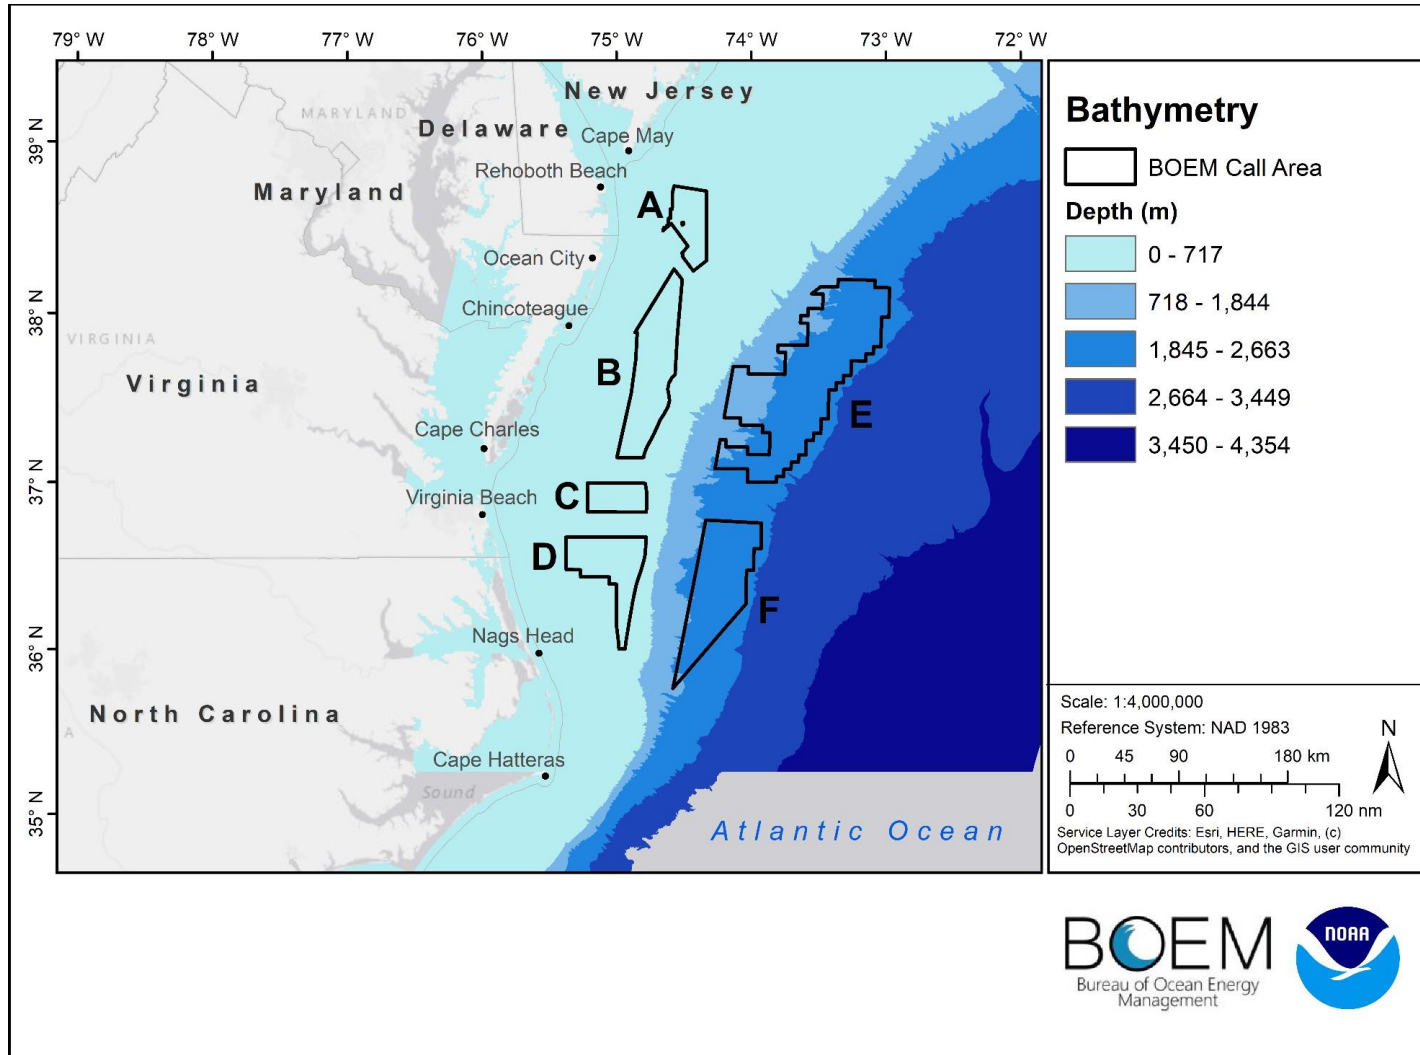 79° W 78° W 77° W 76° W 75° W 74° W 73° W 72° W
39° N
38° N
37° N
36° N
35° N
New Jersey
MARYLAND
Delaware
Cape May
Rehoboth Beach
Maryland
A
Ocean City
Chincoteague
VIRGINIA
Virginia
B
E
Cape Charles
Virginia Beach
C
D
F
Nags Head
North Carolina
A
Cape Hatteras
Sound
Atlantic Ocean
Bathymetry
BOEM Call Area
Depth (m)
0 - 717
718 - 1,844
1,845 - 2,663
2,664 - 3,449
3,450 - 4,354
Scale: 1:4,000,000
Reference System: NAD 1983
N
0 45 90 180 km
0 30 60 120 nm
Service Layer Credits: Esri, HERE, Garmin, (c)
OpenStreetMap contributors, and the GIS user community
BOEM
Bureau of Ocean Energy
Management
NOAA